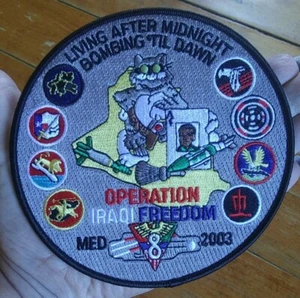 LIVING AFTER MIDNIGHT
BOMBING 'TIL DAWN
OPERATION
IRAQI FREEDOM
MED 8 2003